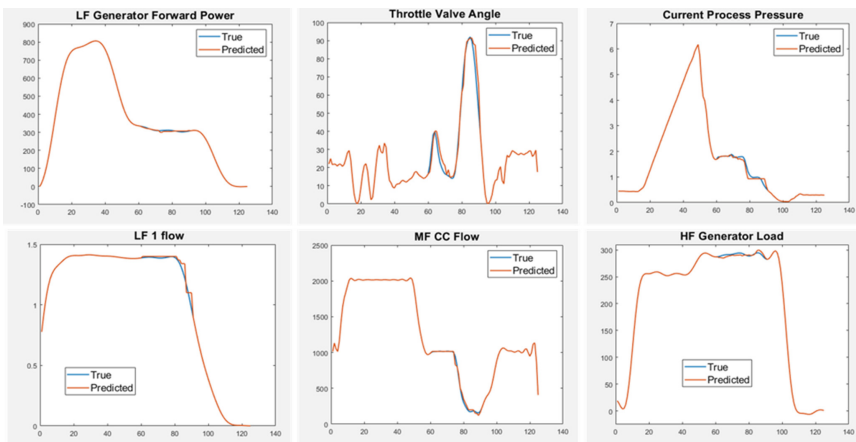 LF Generator Forward Power
900
800
700
600
500
400
300
200
100
0
-100
0 20 40 60 80 100 120 140
True
Predicted
Throttle Valve Angle
100
90
80
70
60
50
40
30
20
10
0
0 20 40 60 80 100 120 140
True
Predicted
Current Process Pressure
7
6
5
4
3
2
1
0
0 20 40 60 80 100 120 140
True
Predicted
LF 1 flow
1.5
1
0.5
0
0 20 40 60 80 100 120 140
True
Predicted
MF CC Flow
2500
2000
1500
1000
500
0
0 20 40 60 80 100 120 140
True
Predicted
HF Generator Load
300
250
200
150
100
50
0
-50
0 20 40 60 80 100 120 140
True
Predicted